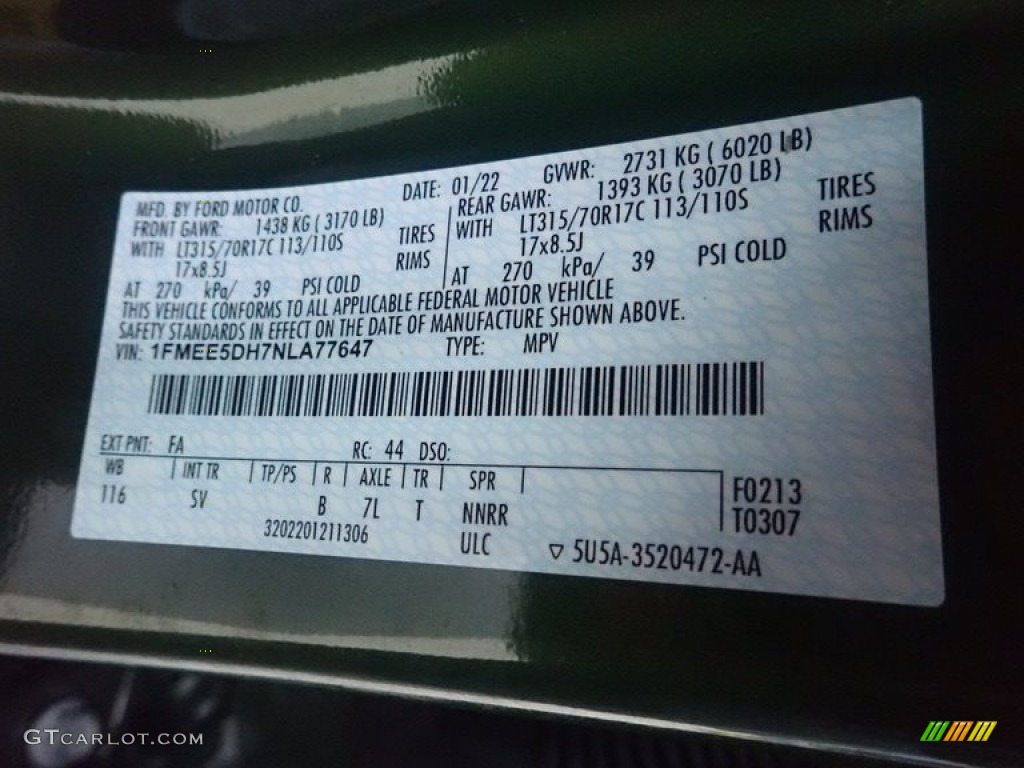 MFD. BY FORD MOTOR CO. DATE: 01/22 GVWR: 2731 KG ( 6020 LB)
FRONT GAWR: 1438 KG ( 3170 LB) REAR GAWR: 1393 KG ( 3070 LB)
WITH LT315/70R17C 113/110S TIRES WITH LT315/70R17C 113/110S TIRES
17x8.5J RIMS 17x8.5J RIMS
AT 270 kPa/ 39 PSI COLD AT 270 kPa/ 39 PSI COLD
THIS VEHICLE CONFORMS TO ALL APPLICABLE FEDERAL MOTOR VEHICLE
SAFETY STANDARDS IN EFFECT ON THE DATE OF MANUFACTURE SHOWN ABOVE.
VIN: 1FMEE5DH7NLA77647 TYPE: MPV
EXT PNT: FA RC: 44 DSO:
WB INT TR TP/PS R AXLE TR SPR
116 SV B 7L T NNRR
F0213
T0307
3202201211306 ULC ▽ 5U5A-3520472-AA
GTCARLOT.COM